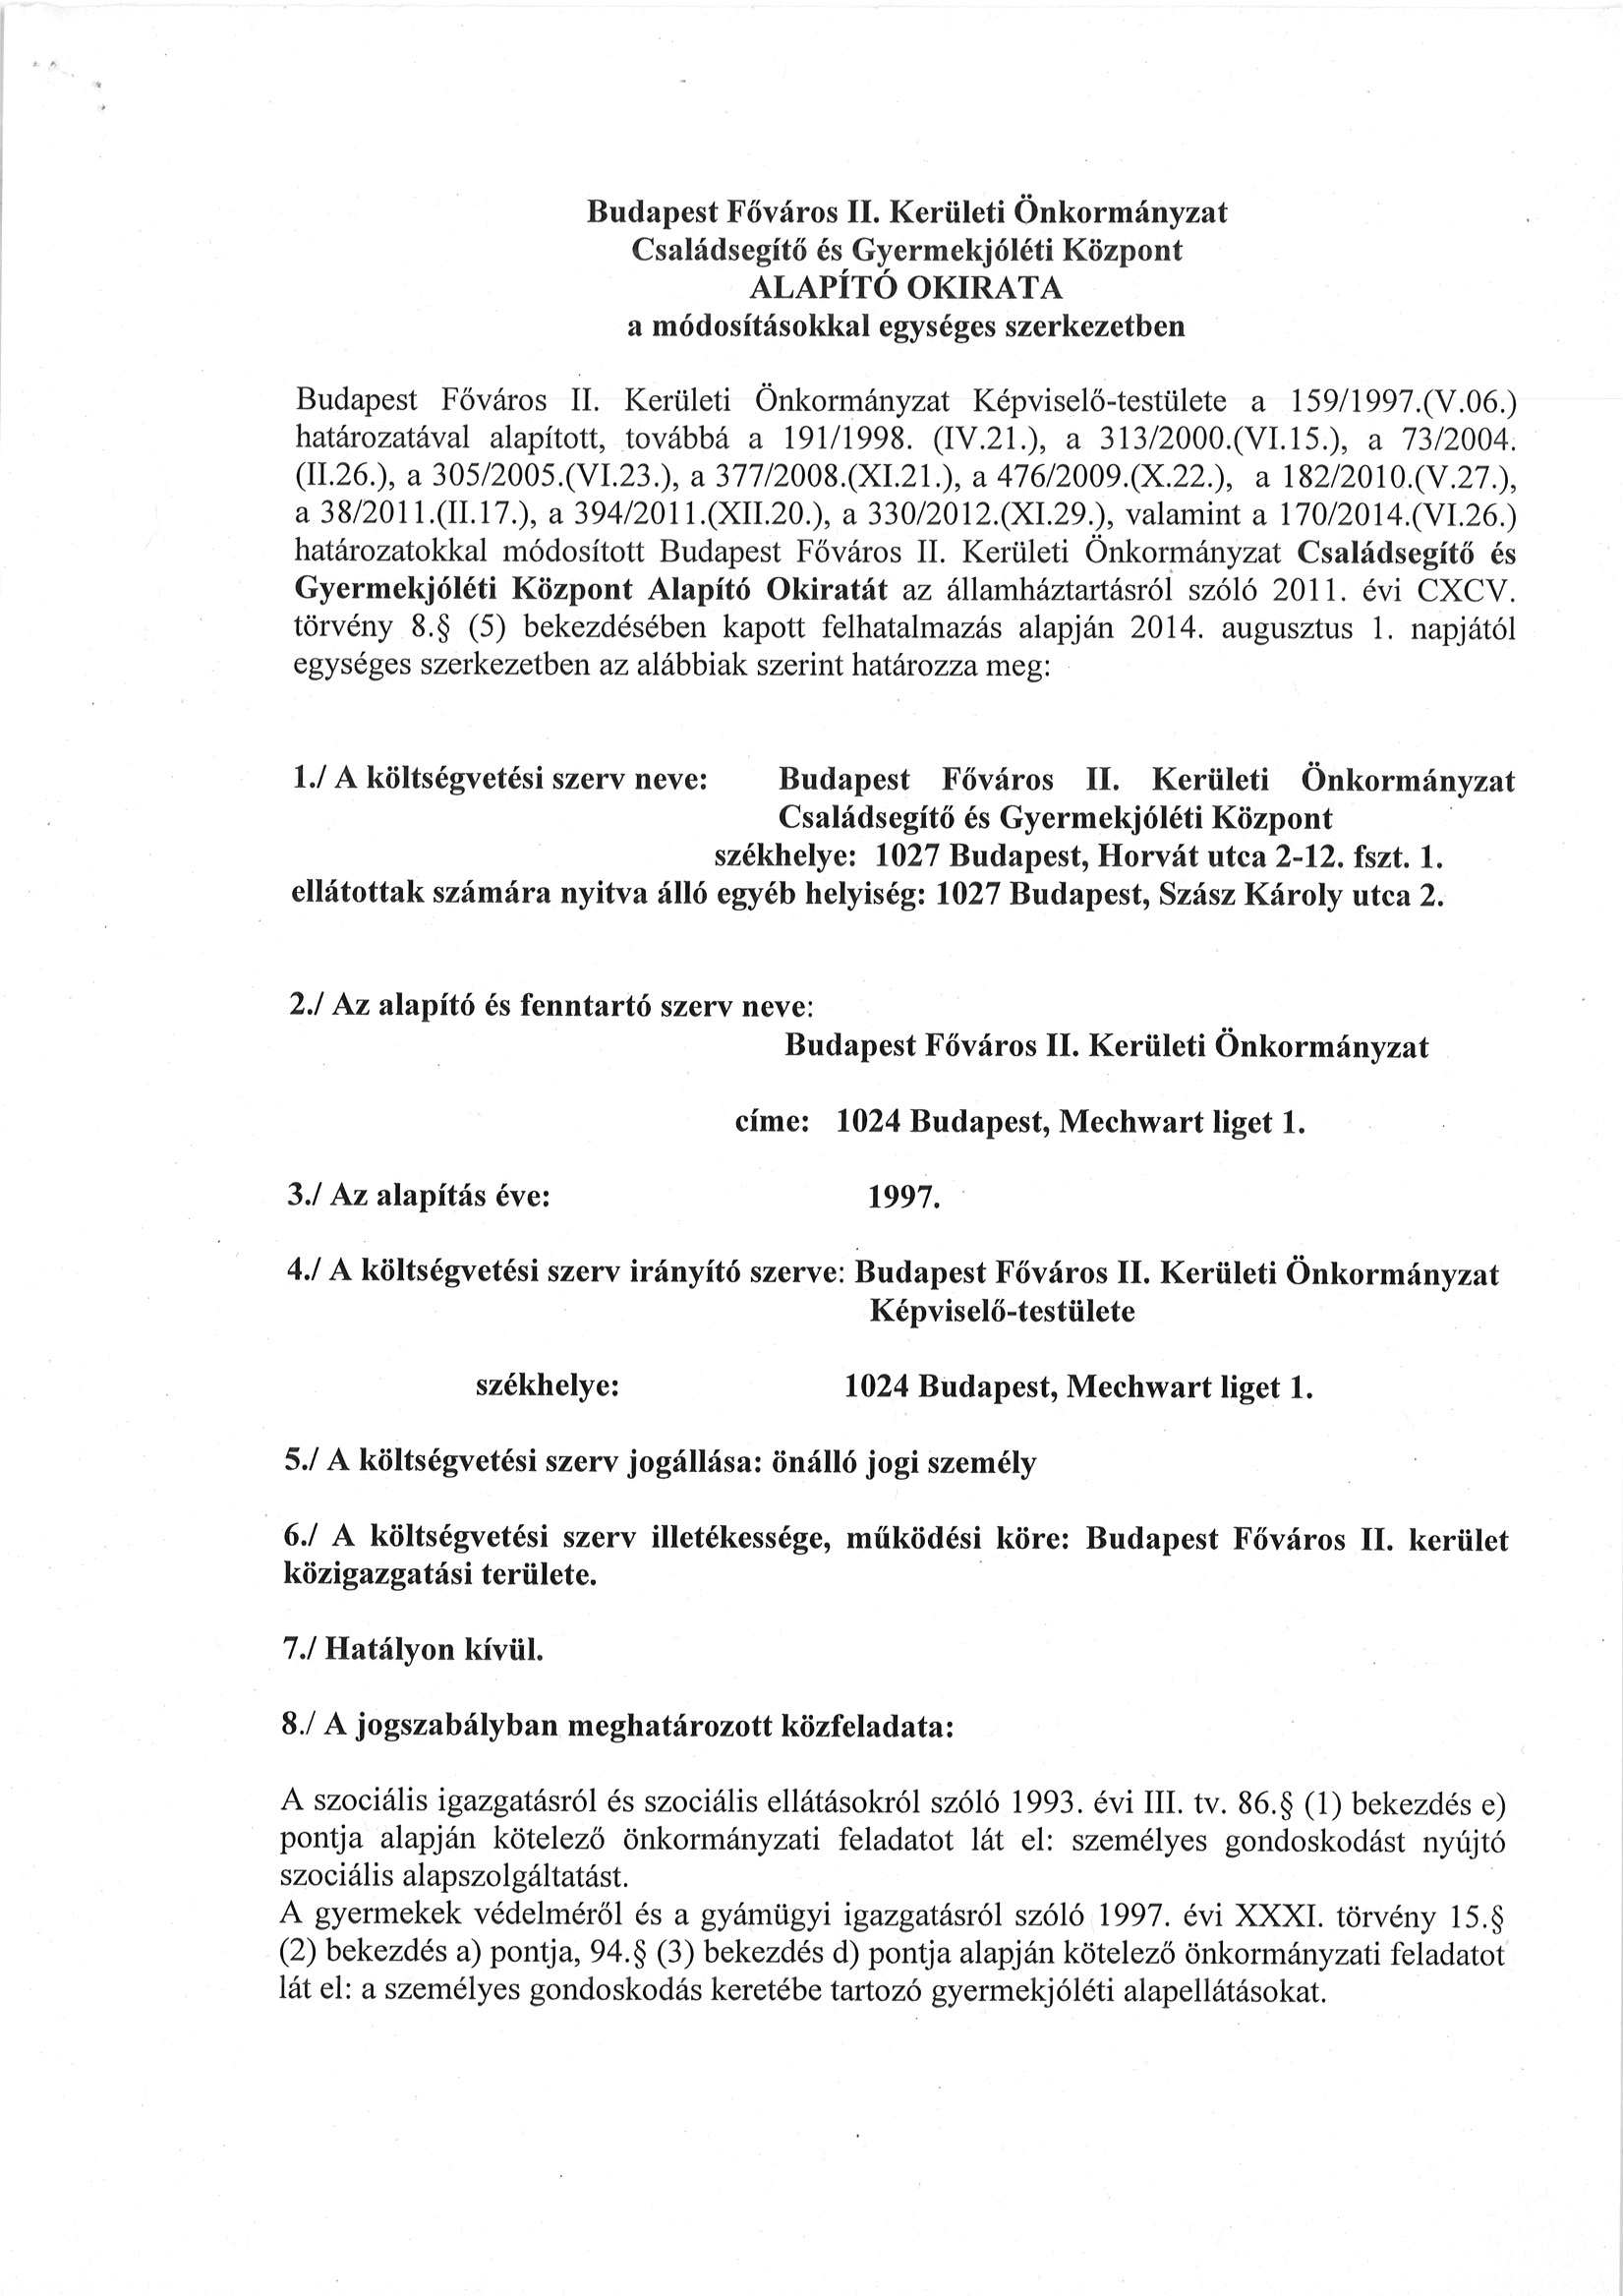 Budapest Főváros II. Kerületi Önkormányzat
Családsegítő és Gyermekjóléti Központ
ALAPÍTÓ OKIRATA
a módosításokkal egységes szerkezetben
Budapest Főváros II. Kerületi Önkormányzat Képviselő-testülete a 159/1997.(V.06.)
határozatával alapított, továbbá a 191/1998. (IV.21.), a 313/2000.(VI.15.), a 73/2004.
(II.26.), a 305/2005.(VI.23.), a 377/2008.(XI.21.), a 476/2009.(X.22.), a 182/2010.(V.27.),
a 38/2011.(II.17.), a 394/2011.(XII.20.), a 330/2012.(XI.29.), valamint a 170/2014.(VI.26.)
határozatokkal módosított Budapest Főváros II. Kerületi Önkormányzat Családsegítő és
Gyermekjóléti Központ Alapító Okiratát az államháztartásról szóló 2011. évi CXCV.
törvény 8.§ (5) bekezdésében kapott felhatalmazás alapján 2014. augusztus 1. napjától
egységes szerkezetben az alábbiak szerint határozza meg:
1./ A költségvetési szerv neve: Budapest Főváros II. Kerületi Önkormányzat
Családsegítő és Gyermekjóléti Központ
székhelye: 1027 Budapest, Horvát utca 2-12. fszt. 1.
ellátottak számára nyitva álló egyéb helyiség: 1027 Budapest, Szász Károly utca 2.
2./ Az alapító és fenntartó szerv neve:
Budapest Főváros II. Kerületi Önkormányzat
címe: 1024 Budapest, Mechwart liget 1.
3./ Az alapítás éve: 1997.
4./ A költségvetési szerv irányító szerve: Budapest Főváros II. Kerületi Önkormányzat
Képviselő-testülete
székhelye: 1024 Budapest, Mechwart liget 1.
5./ A költségvetési szerv jogállása: önálló jogi személy
6./ A költségvetési szerv illetékessége, működési köre: Budapest Főváros II. kerület
közigazgatási területe.
7./ Hatályon kívül.
8./ A jogszabályban meghatározott közfeladata:
A szociális igazgatásról és szociális ellátásokról szóló 1993. évi III. tv. 86.§ (1) bekezdés e)
pontja alapján kötelező önkormányzati feladatot lát el: személyes gondoskodást nyújtó
szociális alapszolgáltatást.
A gyermekek védelméről és a gyámügyi igazgatásról szóló 1997. évi XXXI. törvény 15.§
(2) bekezdés a) pontja, 94.§ (3) bekezdés d) pontja alapján kötelező önkormányzati feladatot
lát el: a személyes gondoskodás keretébe tartozó gyermekjóléti alapellátásokat.